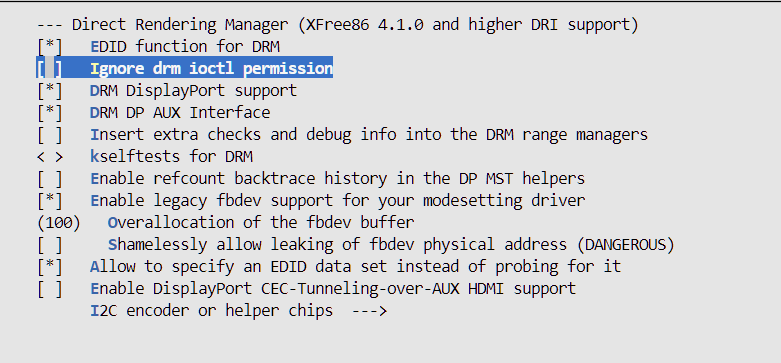 --- Direct Rendering Manager (XFree86 4.1.0 and higher DRI support)
[*] EDID function for DRM
[ ] Ignore drm ioctl permission
[*] DRM DisplayPort support
[*] DRM DP AUX Interface
[ ] Insert extra checks and debug info into the DRM range managers
< > kselftests for DRM
[ ] Enable refcount backtrace history in the DP MST helpers
[*] Enable legacy fbdev support for your modesetting driver
(100) Overallocation of the fbdev buffer
[ ] Shamelessly allow leaking of fbdev physical address (DANGEROUS)
[*] Allow to specify an EDID data set instead of probing for it
[ ] Enable DisplayPort CEC-Tunneling-over-AUX HDMI support
I2C encoder or helper chips --->